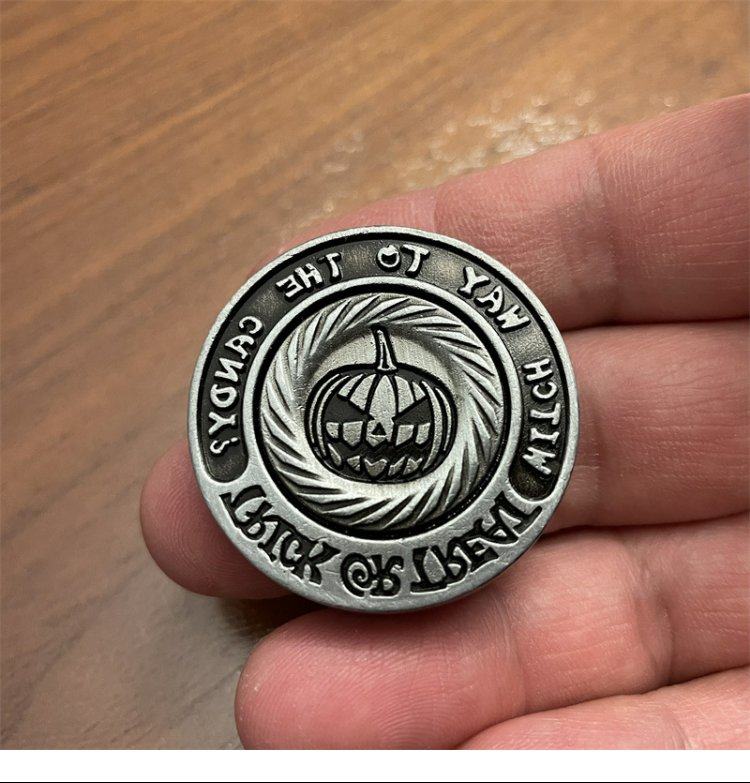 WITCH WAY TO THE CANDY?
TRICK OR TREAT